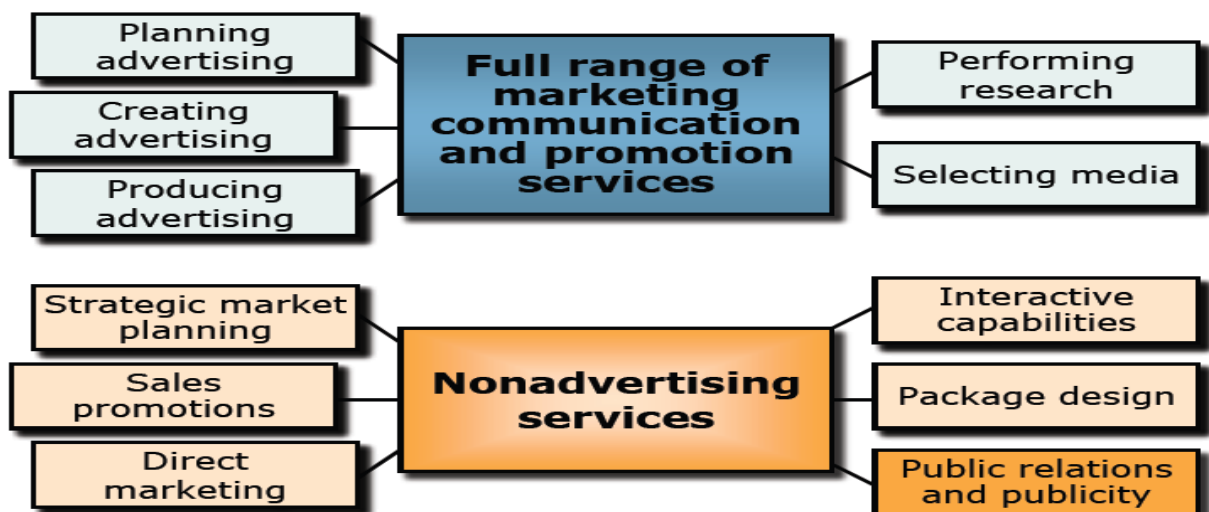 Planning
advertising
Creating
advertising
Producing
advertising
Full range of
marketing
communication
and promotion
services
Performing
research
Selecting media
Strategic market
planning
Sales
promotions
Direct
marketing
Nonadvertising
services
Interactive
capabilities
Package design
Public relations
and publicity